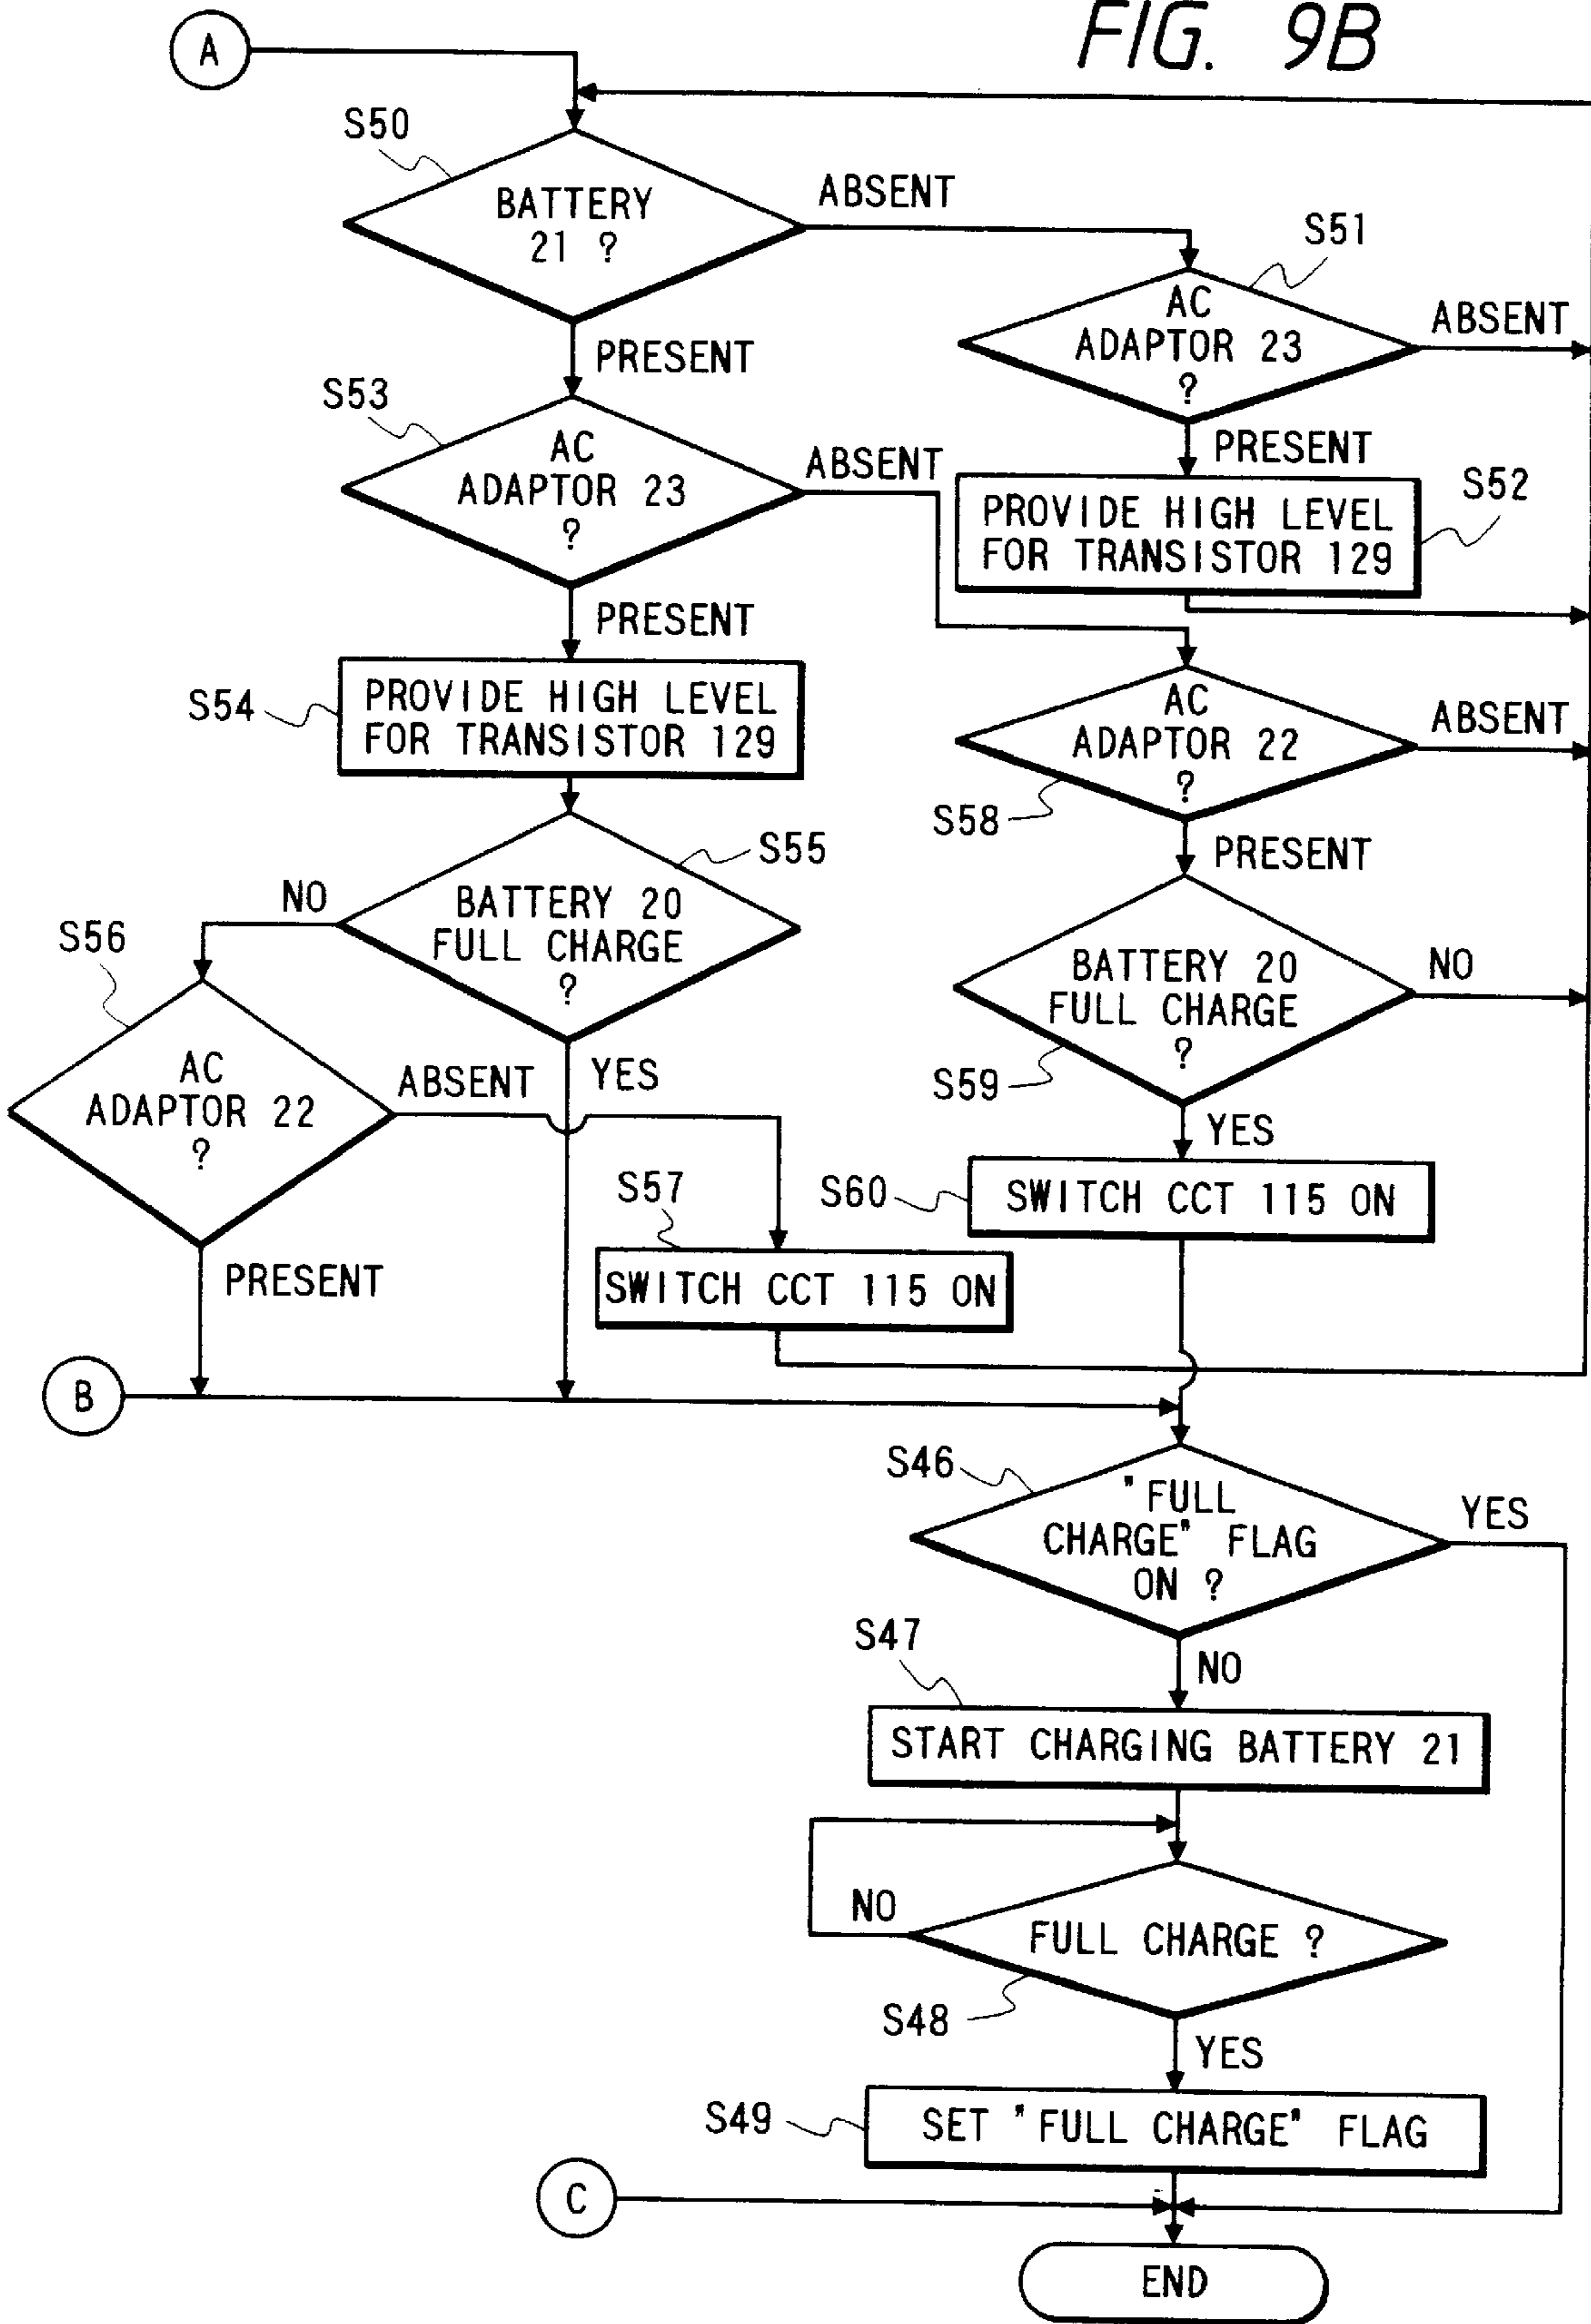 FIG. 9B
A
S50
BATTERY
21 ?
ABSENT
S51
AC
ADAPTOR 23
?
ABSENT
PRESENT
S53
AC
ADAPTOR 23
?
ABSENT
PRESENT
S52
PROVIDE HIGH LEVEL
FOR TRANSISTOR 129
PRESENT
S54
PROVIDE HIGH LEVEL
FOR TRANSISTOR 129
AC
ADAPTOR 22
?
ABSENT
S58
PRESENT
S55
BATTERY 20
FULL CHARGE
?
NO
S56
AC
ADAPTOR 22
?
ABSENT
YES
BATTERY 20
FULL CHARGE
?
NO
S59
YES
S57
SWITCH CCT 115 ON
S60
SWITCH CCT 115 ON
PRESENT
B
S46
"FULL
CHARGE" FLAG
ON ?
YES
S47
NO
START CHARGING BATTERY 21
NO
FULL CHARGE ?
S48
YES
S49
SET "FULL CHARGE" FLAG
C
END